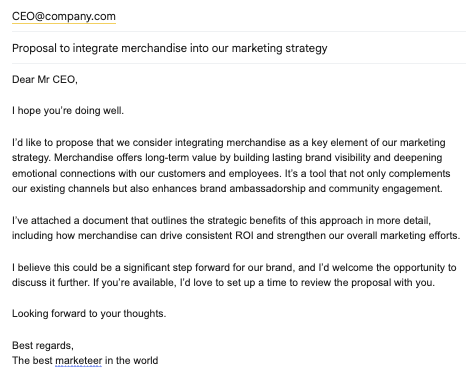 CEO@company.com
Proposal to integrate merchandise into our marketing strategy
Dear Mr CEO,
I hope you're doing well.
I'd like to propose that we consider integrating merchandise as a key element of our marketing
strategy. Merchandise offers long-term value by building lasting brand visibility and deepening
emotional connections with our customers and employees. It's a tool that not only complements
our existing channels but also enhances brand ambassadorship and community engagement.
I've attached a document that outlines the strategic benefits of this approach in more detail,
including how merchandise can drive consistent ROI and strengthen our overall marketing efforts.
I believe this could be a significant step forward for our brand, and I'd welcome the opportunity to
discuss it further. If you're available, I'd love to set up a time to review the proposal with you.
Looking forward to your thoughts.
Best regards,
The best marketeer in the world